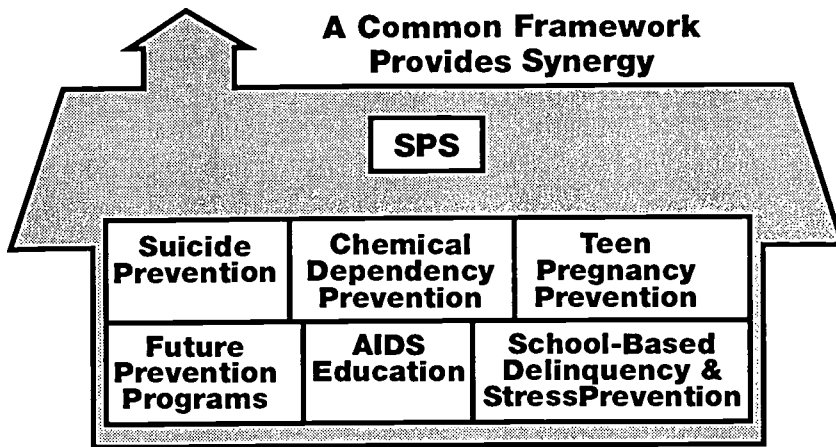 A Common Framework
Provides Synergy
SPS
Suicide
Prevention
Chemical
Dependency
Prevention
Teen
Pregnancy
Prevention
Future
Prevention
Programs
AIDS
Education
School-Based
Delinquency &
StressPrevention